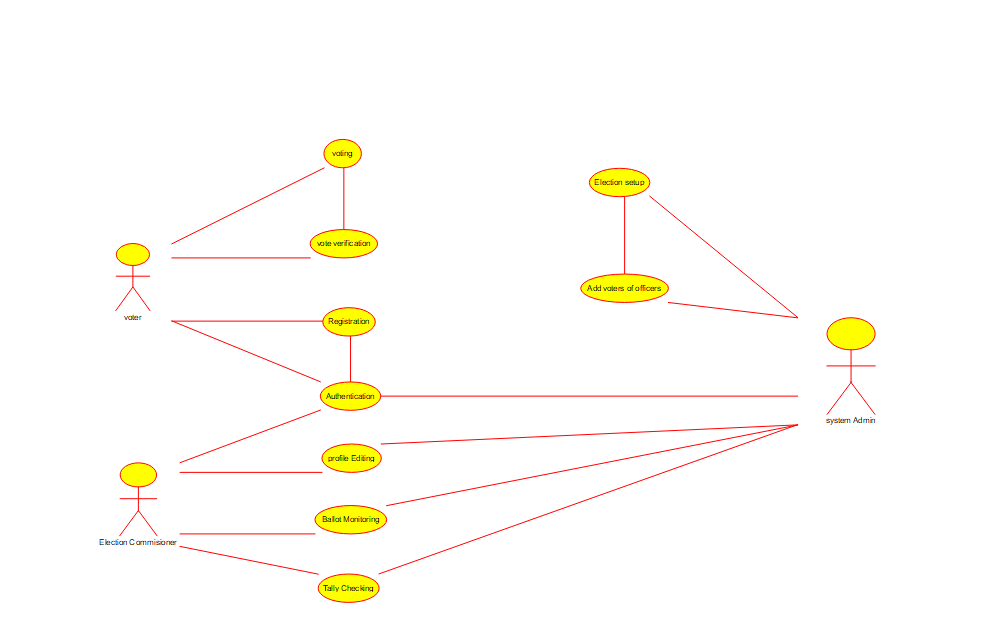 voting
Election setup
vote verification
Add voters of officers
voter
Registration
Authentication
system Admin
profile Editing
Ballot Monitoring
Election Commisioner
Tally Checking